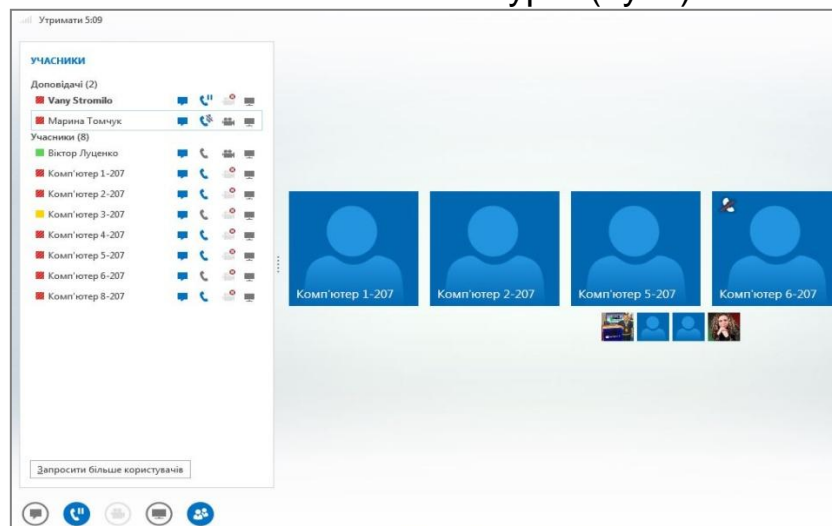 Утримати 5:09
УЧАСНИКИ
Доповідачі (2)
Vany Stromilo
Марина Томчук
Учасники (8)
Віктор Луценко
Комп'ютер 1-207
Комп'ютер 2-207
Комп'ютер 3-207
Комп'ютер 4-207
Комп'ютер 5-207
Комп'ютер 6-207
Комп'ютер 8-207
Комп'ютер 1-207 Комп'ютер 2-207 Комп'ютер 5-207 Комп'ютер 6-207
Запросити більше користувачів